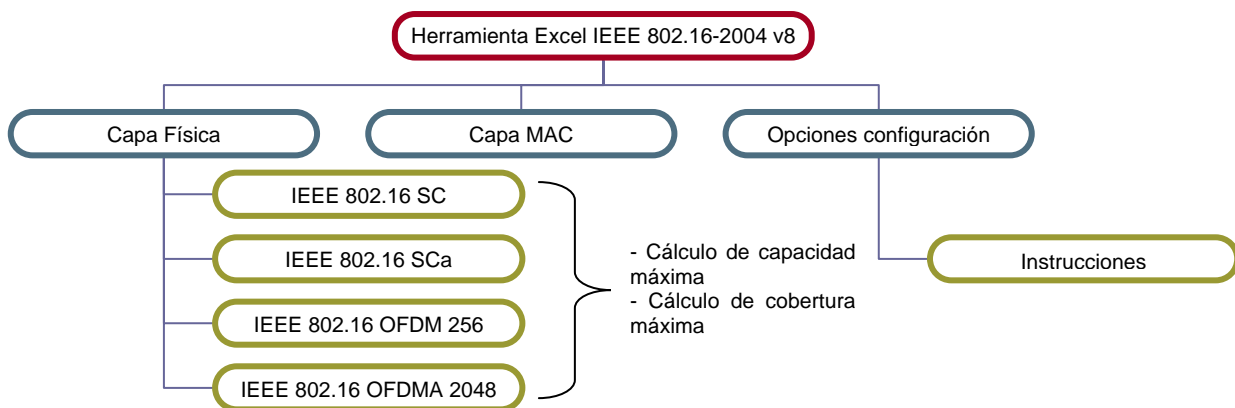 Herramienta Excel IEEE 802.16-2004 v8
Capa Física
Capa MAC
Opciones configuración
IEEE 802.16 SC
IEEE 802.16 SCa
IEEE 802.16 OFDM 256
IEEE 802.16 OFDMA 2048
- Cálculo de capacidad
máxima
- Cálculo de cobertura
máxima
Instrucciones